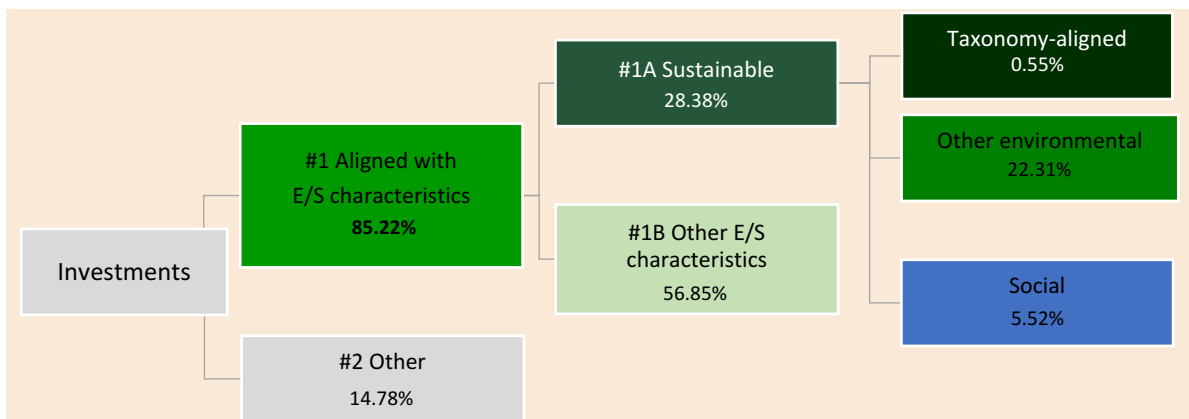 Investments
#1 Aligned with
E/S characteristics
85.22%
#2 Other
14.78%
#1A Sustainable
28.38%
#1B Other E/S
characteristics
56.85%
Taxonomy-aligned
0.55%
Other environmental
22.31%
Social
5.52%